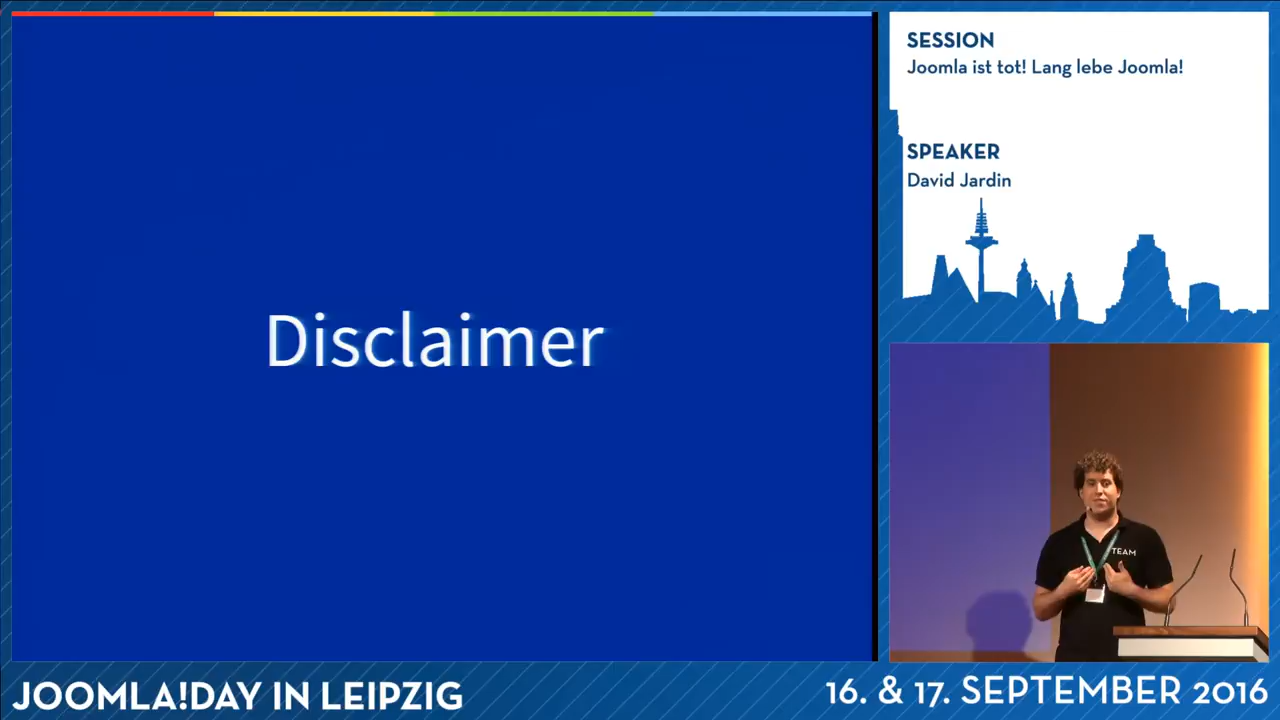 Disclaimer
SESSION
Joomla ist tot! Lang lebe Joomla!
SPEAKER
David Jardin
TEAM
JOOMLA!DAY IN LEIPZIG
16. & 17. SEPTEMBER 2016